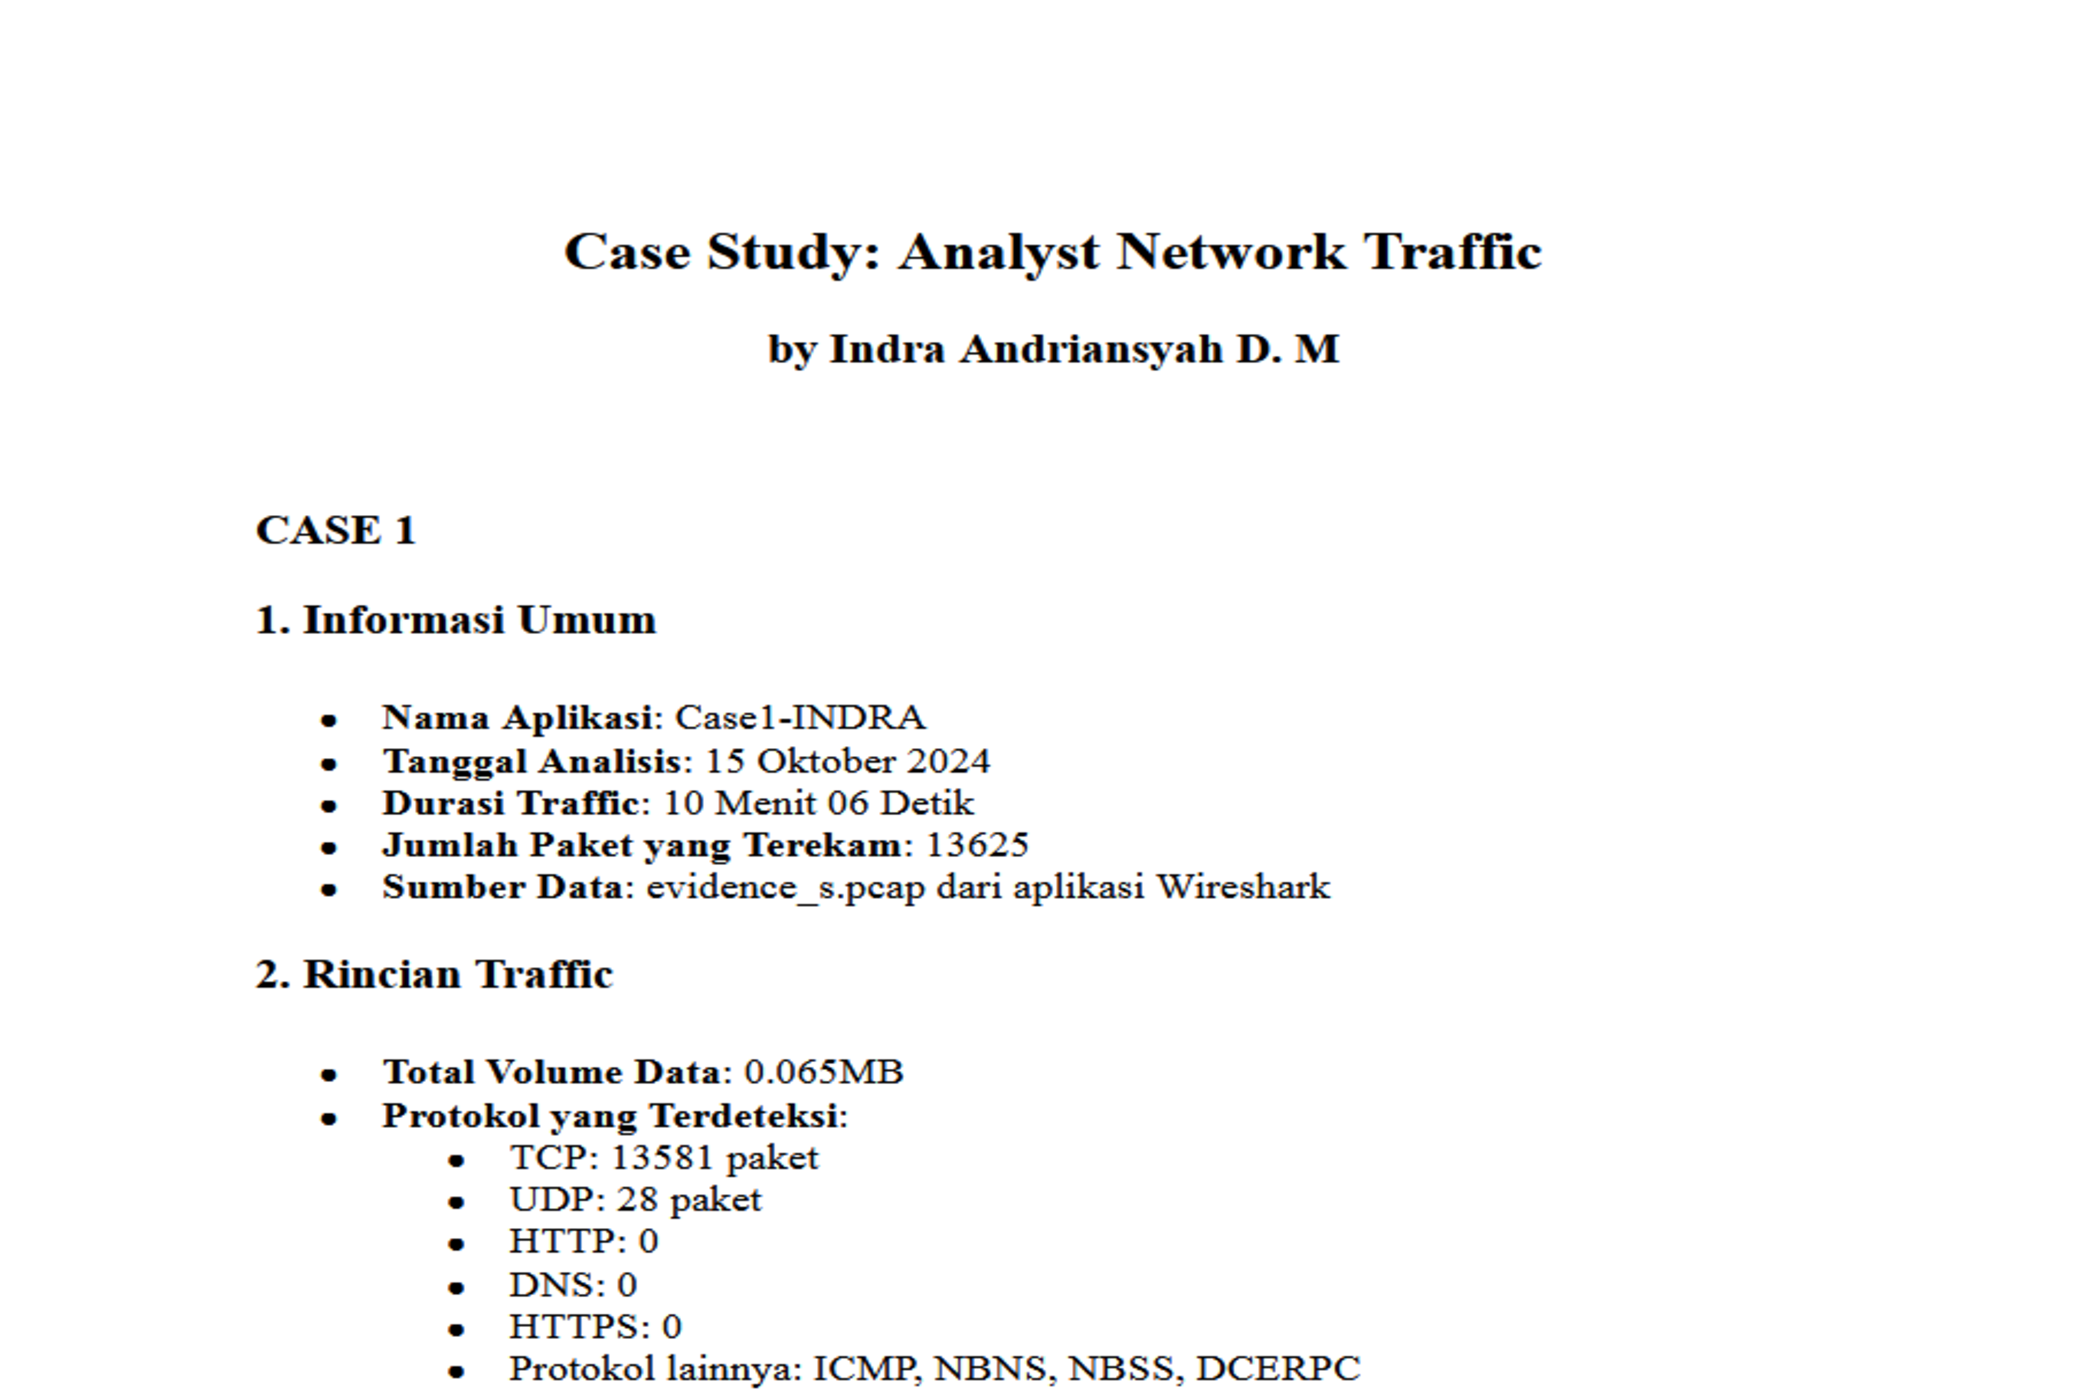 Case Study: Analyst Network Traffic
by Indra Andriansyah D. M
CASE 1
1. Informasi Umum
• Nama Aplikasi: Case1-INDRA
• Tanggal Analisis: 15 Oktober 2024
• Durasi Traffic: 10 Menit 06 Detik
• Jumlah Paket yang Terekam: 13625
• Sumber Data: evidence_s.pcap dari aplikasi Wireshark
2. Rincian Traffic
• Total Volume Data: 0.065MB
• Protokol yang Terdeteksi:
• TCP: 13581 paket
• UDP: 28 paket
• HTTP: 0
• DNS: 0
• HTTPS: 0
• Protokol lainnya: ICMP, NBNS, NBSS, DCERPC